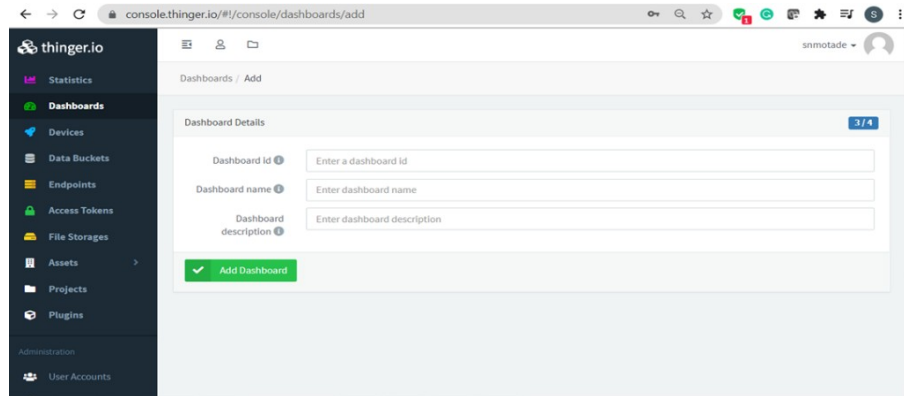 console.thinger.io/#!/console/dashboards/add
1
S
thinger.io
snmotade
Statistics
Dashboards
Devices
Data Buckets
Endpoints
Access Tokens
File Storages
Assets
Projects
Plugins
Administration
User Accounts
Dashboards / Add
Dashboard Details
3/4
Dashboard id
Enter a dashboard id
Dashboard name
Enter dashboard name
Dashboard
description
Enter dashboard description
Add Dashboard